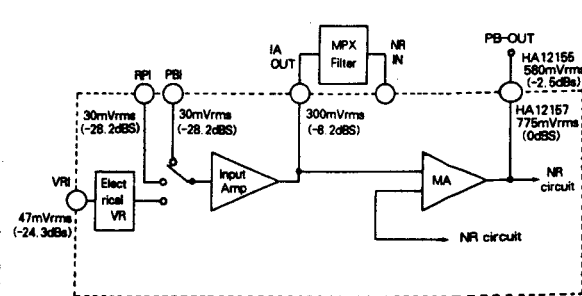 PB-OUT
IA
OUT
MPX
Filter
NR
IN
HA12155
580mVrms
(-2.5dBs)
RPI
PBI
30mVrms
(-28.2dBS)
30mVrms
(-28.2dBS)
300mVrms
(-8.2dBS)
HA12157
775mVrms
(0dBS)
VRI
Elect
rical
VR
Input
Amp
MA
NR
circuit
47mVrms
(-24.3dBs)
NR circuit